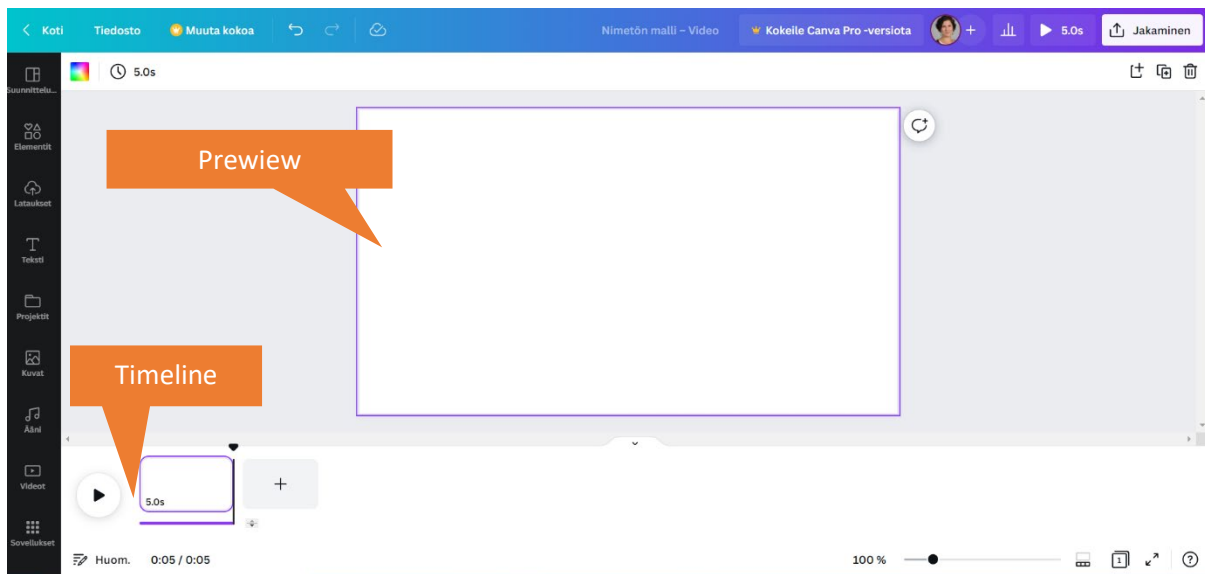 Koti Tiedosto Muuta kokoa Nimetön malli – Video Kokeile Canva Pro -versiota + 5.0s Jakaminen
5.0s
Suunnittelu...
Elementit
Lataukset
Teksti
Projektit
Kuvat
Ääni
Videot
Sovellukset
Prewiew
Timeline
5.0s
+
Huom. 0:05 / 0:05 100 % 1 ?